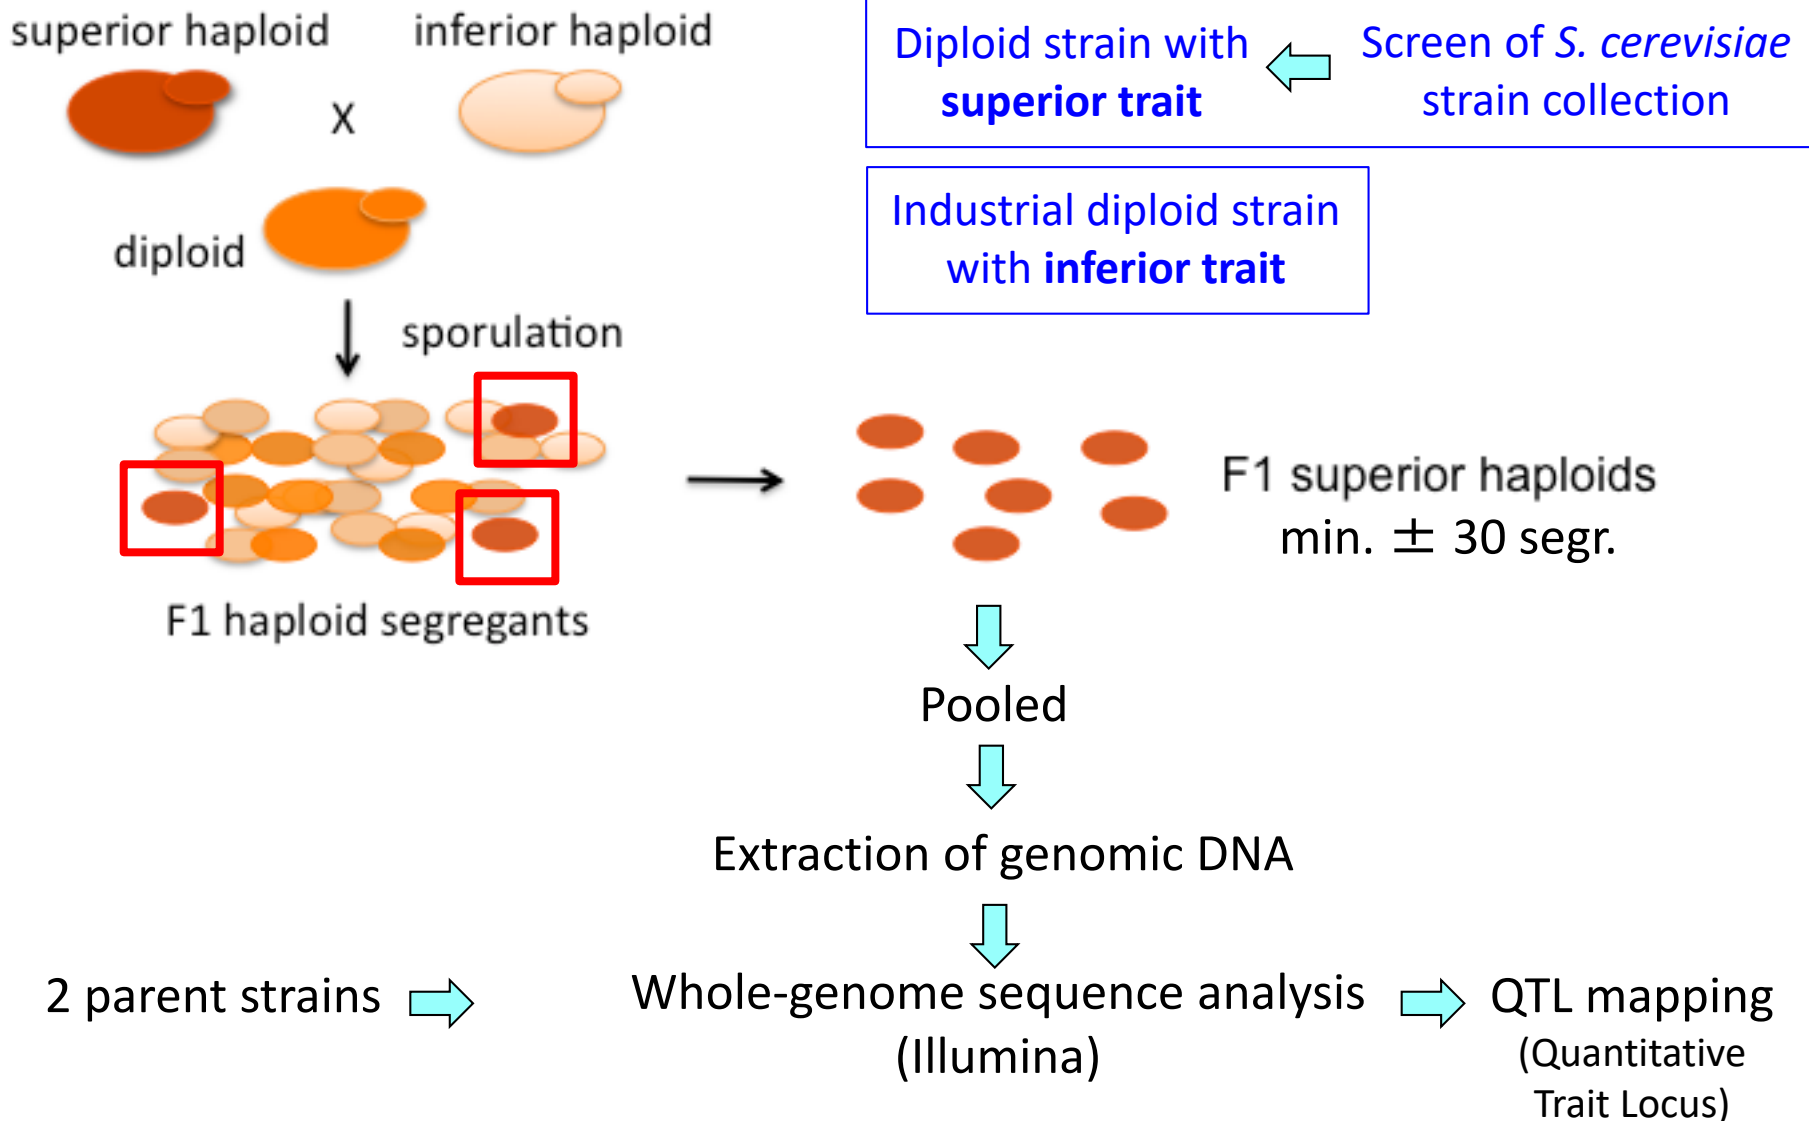 superior haploid
inferior haploid
X
diploid
sporulation
F1 haploid segregants
Diploid strain with
superior trait
Screen of S. cerevisiae
strain collection
Industrial diploid strain
with inferior trait
F1 superior haploids
min. ± 30 segr.
Pooled
Extraction of genomic DNA
2 parent strains
Whole-genome sequence analysis
(Illumina)
QTL mapping
(Quantitative
Trait Locus)